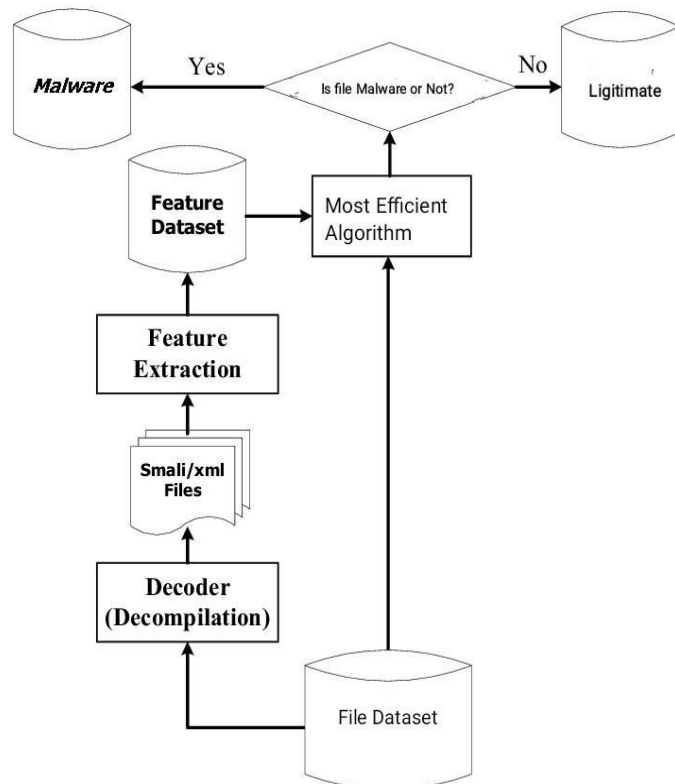 Malware
Yes
Is file Malware or Not?
No
Ligitimate
Feature
Dataset
Most Efficient
Algorithm
Feature
Extraction
Smali/xml
Files
Decoder
(Decompilation)
File Dataset